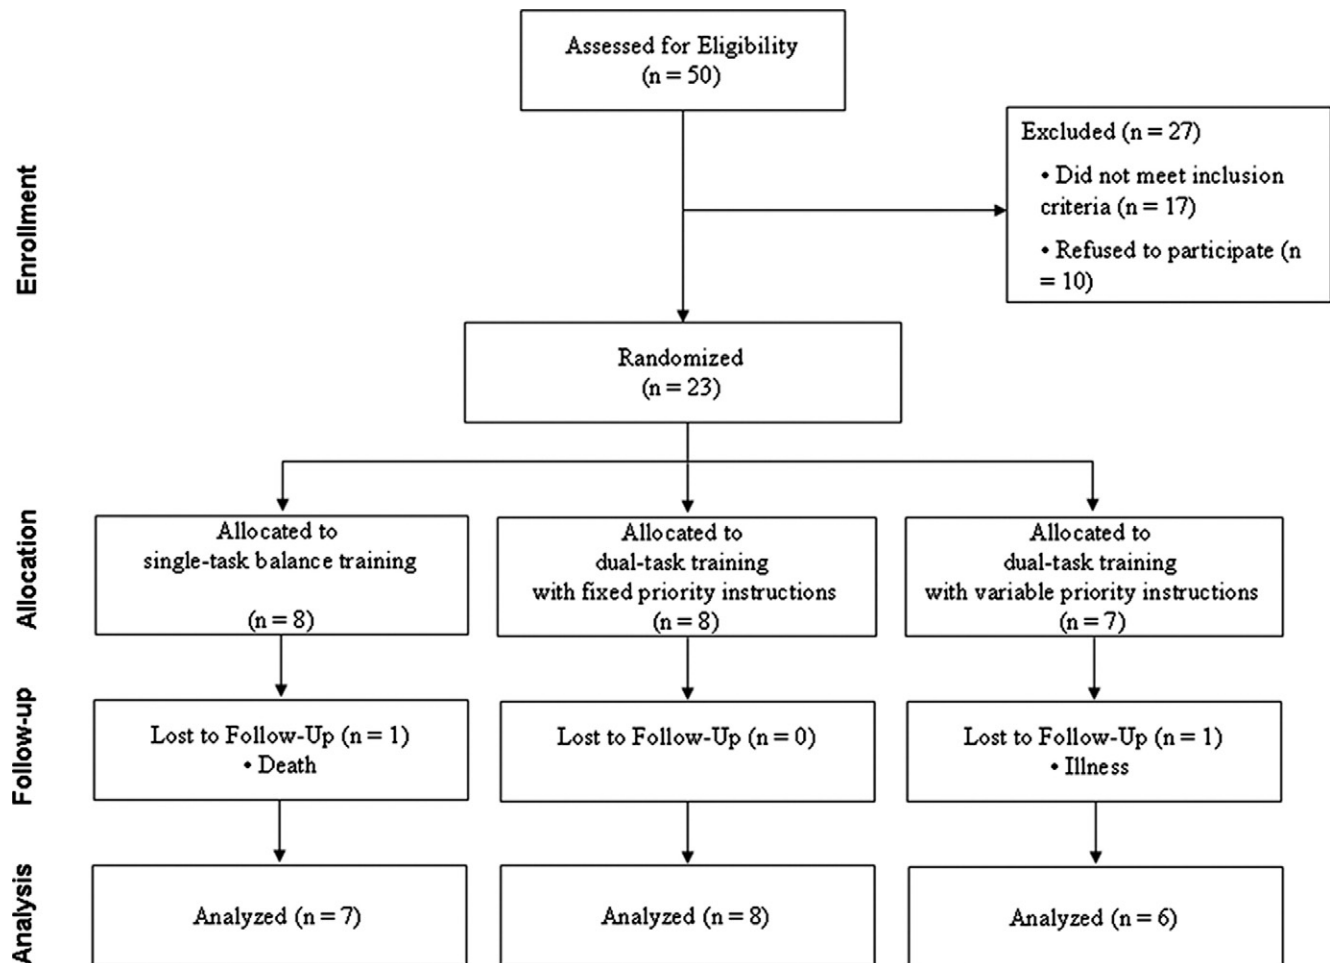 Assessed for Eligibility
(n = 50)
Excluded (n = 27)
• Did not meet inclusion
criteria (n = 17)
• Refused to participate (n
= 10)
Enrollment
Randomized
(n = 23)
Allocation
Allocated to
single-task balance training
(n = 8)
Allocated to
dual-task training
with fixed priority instructions
(n = 8)
Allocated to
dual-task training
with variable priority instructions
(n = 7)
Follow-up
Lost to Follow-Up (n = 1)
• Death
Lost to Follow-Up (n = 0)
Lost to Follow-Up (n = 1)
• Illness
Analysis
Analyzed (n = 7)
Analyzed (n = 8)
Analyzed (n = 6)